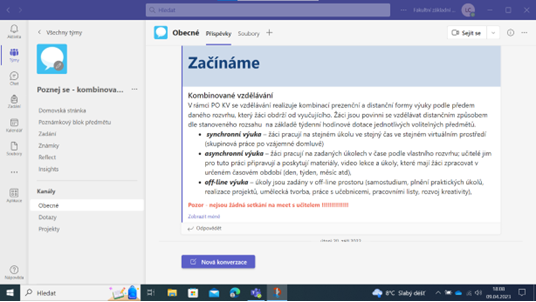 Hledat
Fakultní základní...
Aktivita
Týmy
Chat
Zadání
Kalendář
Soubory
...
Aplikace
Nápověda
Všechny týmy
Poznej se - kombinova...
...
Domovská stránka
Poznámkový blok předmětu
Zadání
Známky
Reflect
Insights
Kanály
Obecné
Dotazy
Projekty
Obecné Příspěvky Soubory +
Sejít se
Začínáme
Kombinované vzdělávání
V rámci PO KV se vzdělávání realizuje kombinací prezenční a distanční formy výuky podle předem
daného rozvrhu, který žáci obdrží od vyučujícího. Žáci jsou povinni se vzdělávat distančním způsobem
dle stanoveného rozsahu na základě týdenní hodinové dotace jednotlivých volitelných předmětů.
• synchronní výuka – žáci pracují na stejném úkolu ve stejný čas ve stejném virtuálním prostředí
(skupinová práce po vzájemné domluvě)
• asynchronní výuka – žáci pracují na zadaných úkolech v čase podle vlastního rozvrhu; učitelé jim
pro tuto práci připravují a poskytují materiály, video lekce a úkoly, které mají žáci zpracovat v
určeném časovém období (den, týden, měsíc atd).
• off-line výuka – úkoly jsou zadány v off-line prostoru (samostudium, plnění praktických úkolů,
realizace projektů, umělecká tvorba, práce s učebnicemi, pracovními listy, rozvoj kreativity),
Pozor - nejsou žádná setkání na meet s učitelem !!!!!!!!!!!!!!
Zobrazit méně
Odpovědět
Nová konverzace
Hledat
8°C Slabý déšť
18:08
09.04.2023